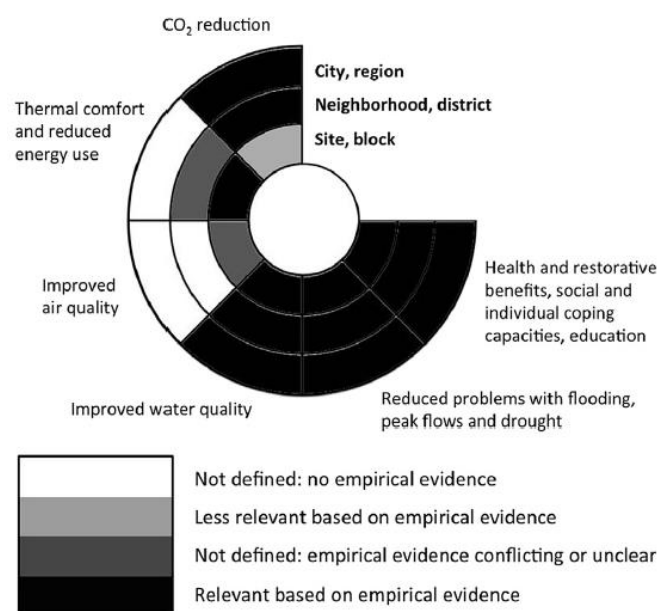 CO₂ reduction
City, region
Neighborhood, district
Site, block
Thermal comfort
and reduced
energy use
Improved
air quality
Health and restorative
benefits, social and
individual coping
capacities, education
Improved water quality
Reduced problems with flooding,
peak flows and drought
Not defined: no empirical evidence
Less relevant based on empirical evidence
Not defined: empirical evidence conflicting or unclear
Relevant based on empirical evidence